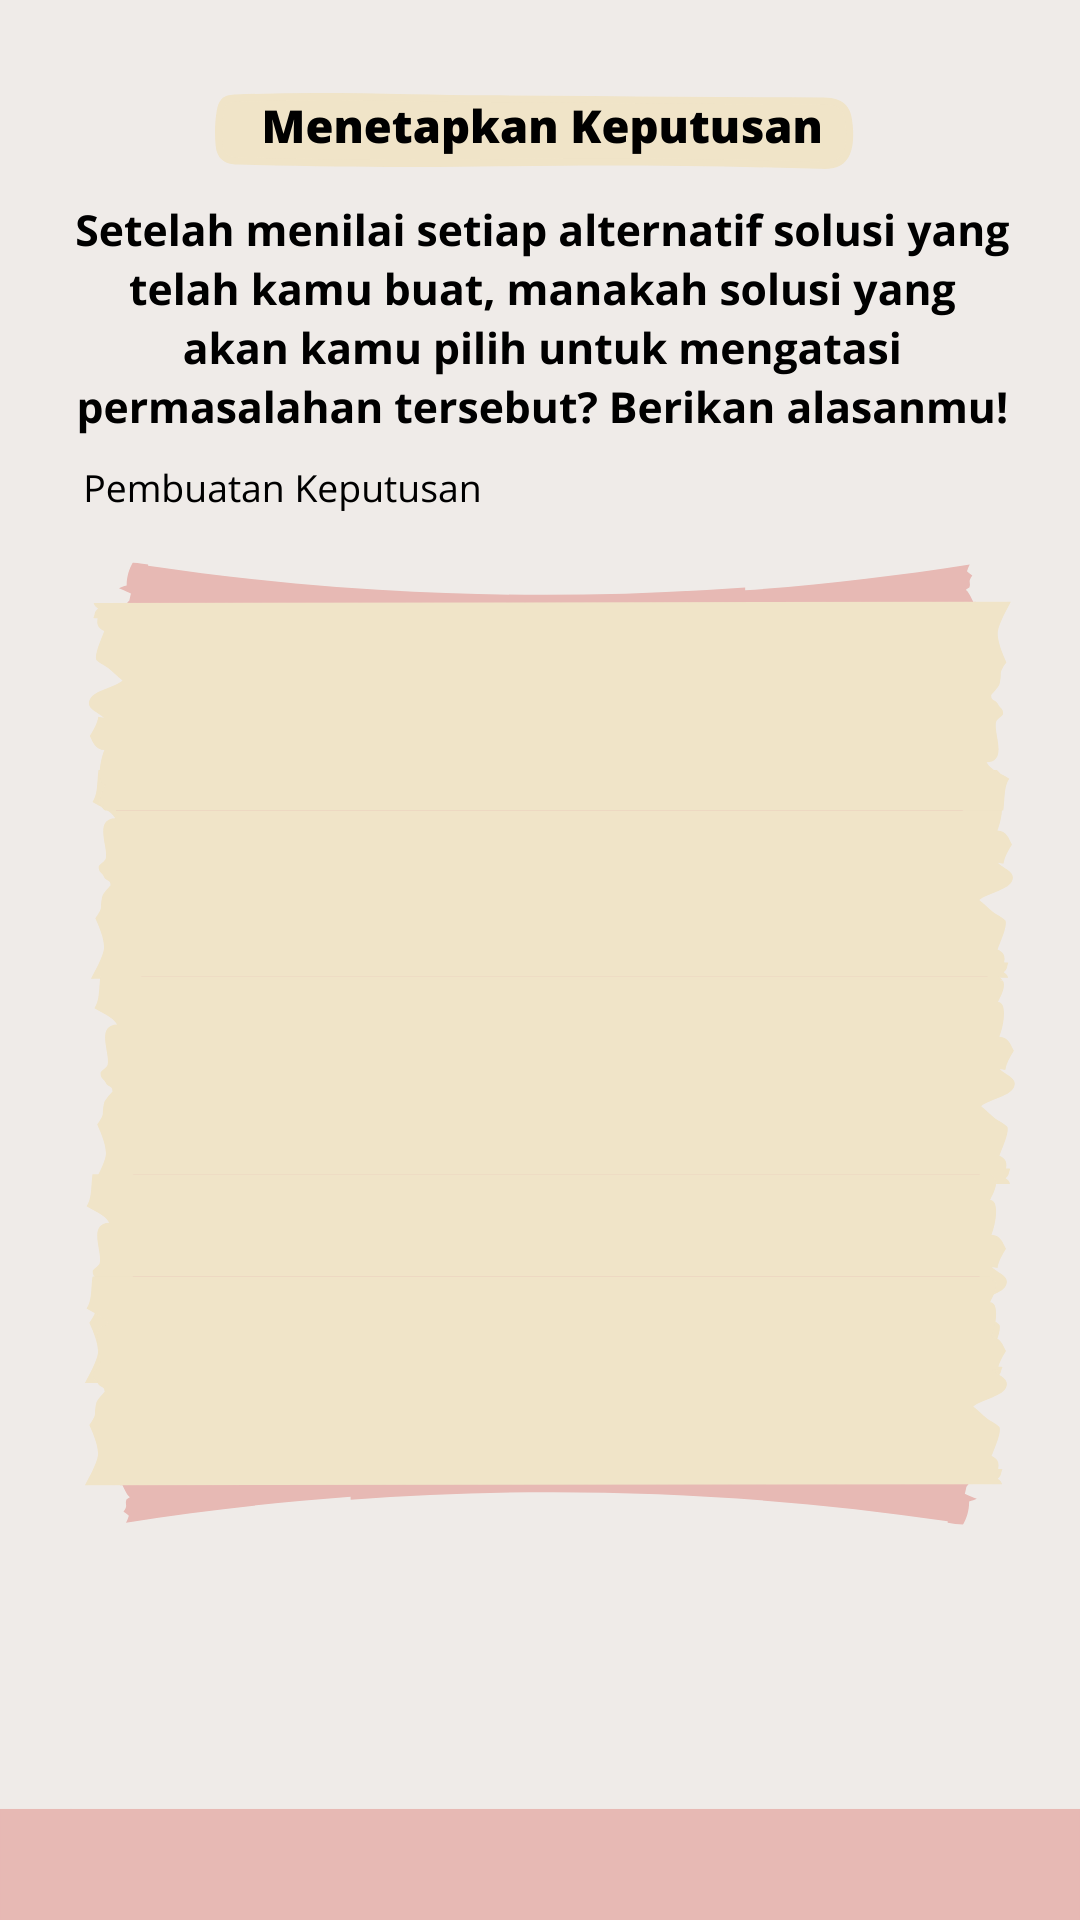 Menetapkan Keputusan
Setelah menilai setiap alternatif solusi yang
telah kamu buat, manakah solusi yang
akan kamu pilih untuk mengatasi
permasalahan tersebut? Berikan alasanmu!
Pembuatan Keputusan